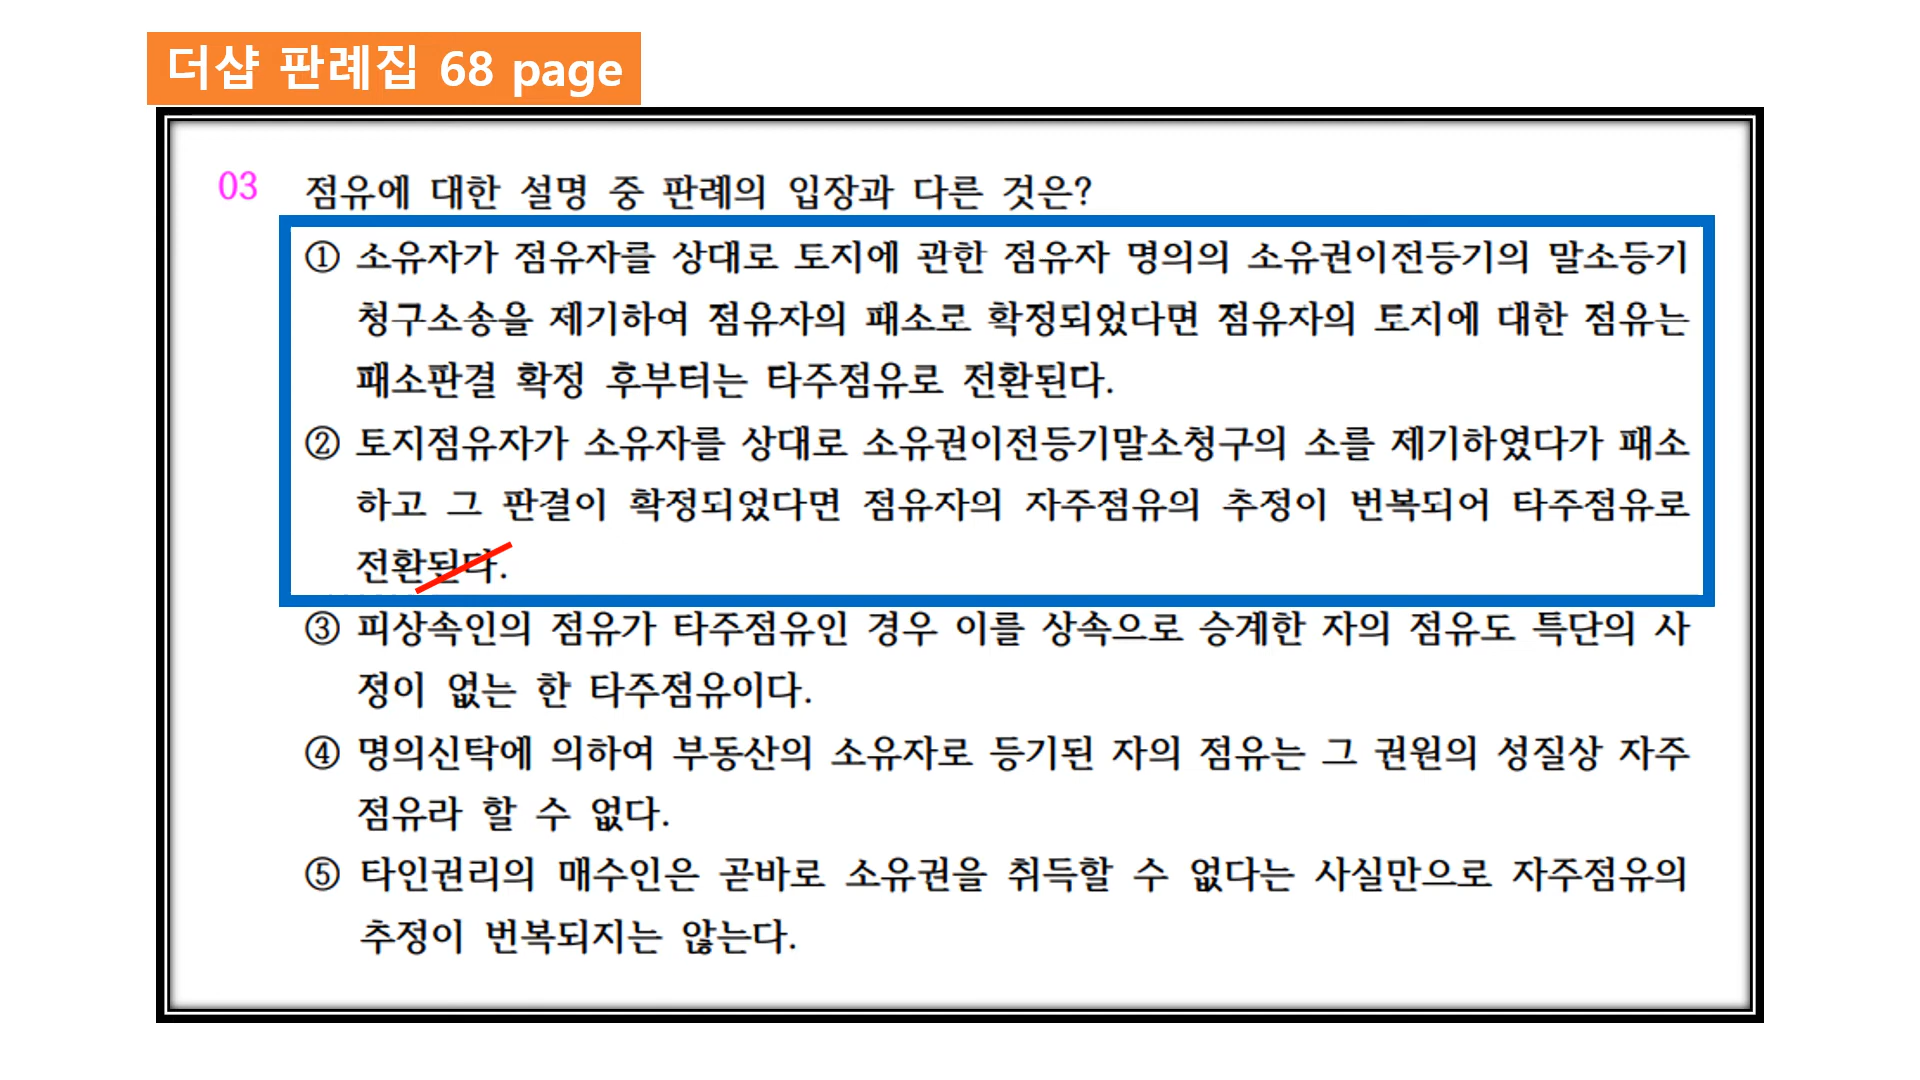 더샵 판례집 68 page
03 점유에 대한 설명 중 판례의 입장과 다른 것은?
① 소유자가 점유자를 상대로 토지에 관한 점유자 명의의 소유권이전등기의 말소등기
청구소송을 제기하여 점유자의 패소로 확정되었다면 점유자의 토지에 대한 점유는
패소판결 확정 후부터는 타주점유로 전환된다.
② 토지점유자가 소유자를 상대로 소유권이전등기말소청구의 소를 제기하였다가 패소
하고 그 판결이 확정되었다면 점유자의 자주점유의 추정이 번복되어 타주점유로
전환된다.
③ 피상속인의 점유가 타주점유인 경우 이를 상속으로 승계한 자의 점유도 특단의 사
정이 없는 한 타주점유이다.
④ 명의신탁에 의하여 부동산의 소유자로 등기된 자의 점유는 그 권원의 성질상 자주
점유라 할 수 없다.
⑤ 타인권리의 매수인은 곧바로 소유권을 취득할 수 없다는 사실만으로 자주점유의
추정이 번복되지는 않는다.